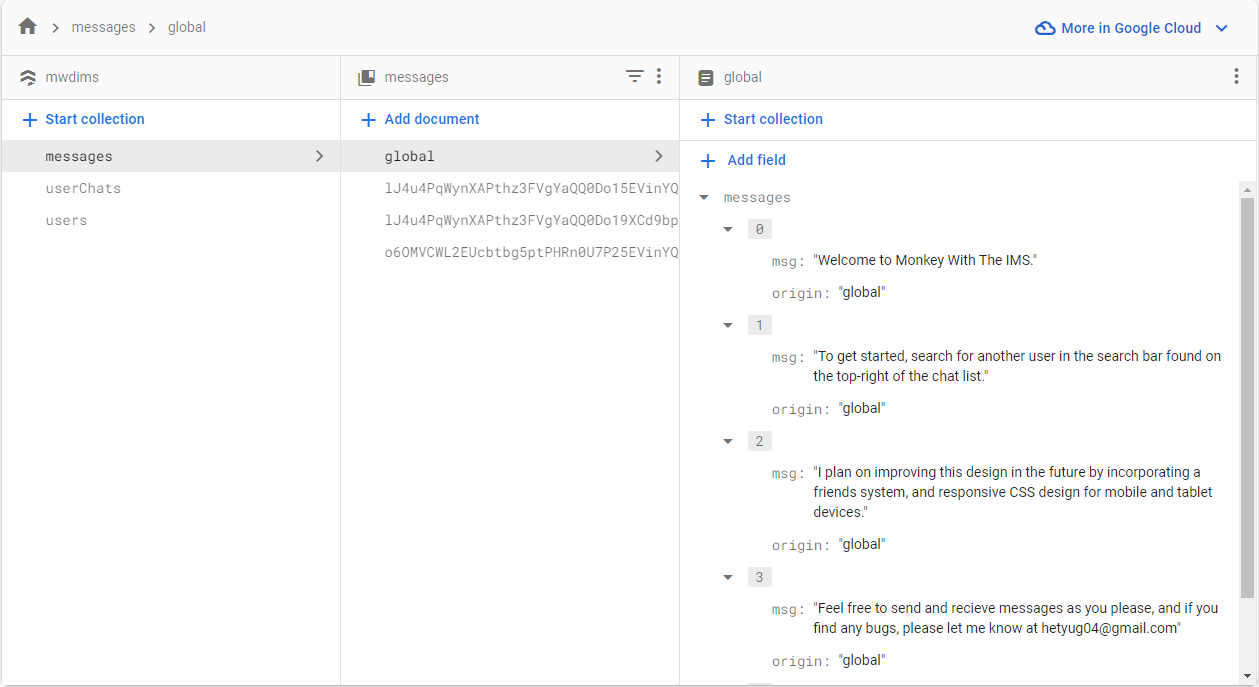 messages
global
More in Google Cloud
mwdims
messages
global
Start collection
Add document
Start collection
messages
userChats
users
global
lJ4u4PqWynXAPthz3FVgYaQQ0Do15EVinYQ
lJ4u4PqWynXAPthz3FVgYaQQ0Do19XCd9bp
o6OMVCWL2EUcbtbg5ptPHRn0U7P25EVinYQ
Add field
messages
0
msg: "Welcome to Monkey With The IMS."
origin: "global"
1
msg: "To get started, search for another user in the search bar found on
the top-right of the chat list."
origin: "global"
2
msg: "I plan on improving this design in the future by incorporating a
friends system, and responsive CSS design for mobile and tablet
devices."
origin: "global"
3
msg: "Feel free to send and recieve messages as you please, and if you
find any bugs, please let me know at hetyug04@gmail.com"
origin: "global"